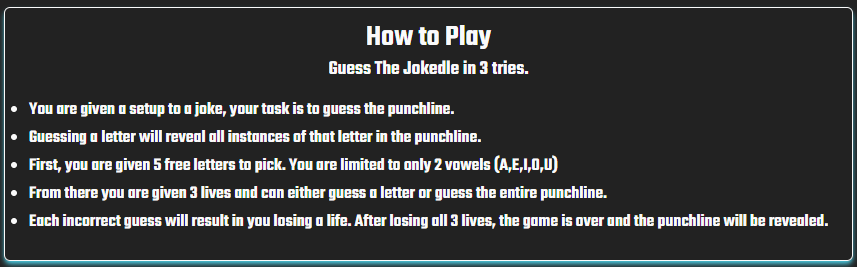 How to Play
Guess The Jokedle in 3 tries.
You are given a setup to a joke, your task is to guess the punchline.
Guessing a letter will reveal all instances of that letter in the punchline.
First, you are given 5 free letters to pick. You are limited to only 2 vowels (A,E,I,O,U)
From there you are given 3 lives and can either guess a letter or guess the entire punchline.
Each incorrect guess will result in you losing a life. After losing all 3 lives, the game is over and the punchline will be revealed.